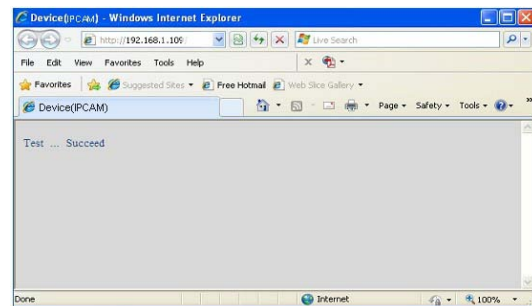 Device(IPCAM) - Windows Internet Explorer
http://192.168.1.109 Live Search
File Edit View Favorites Tools Help
Favorites Suggested Sites Free Hotmail Web Slice Gallery
Device(IPCAM) Page Safety Tools
Test ... Succeed
Done Internet 100%